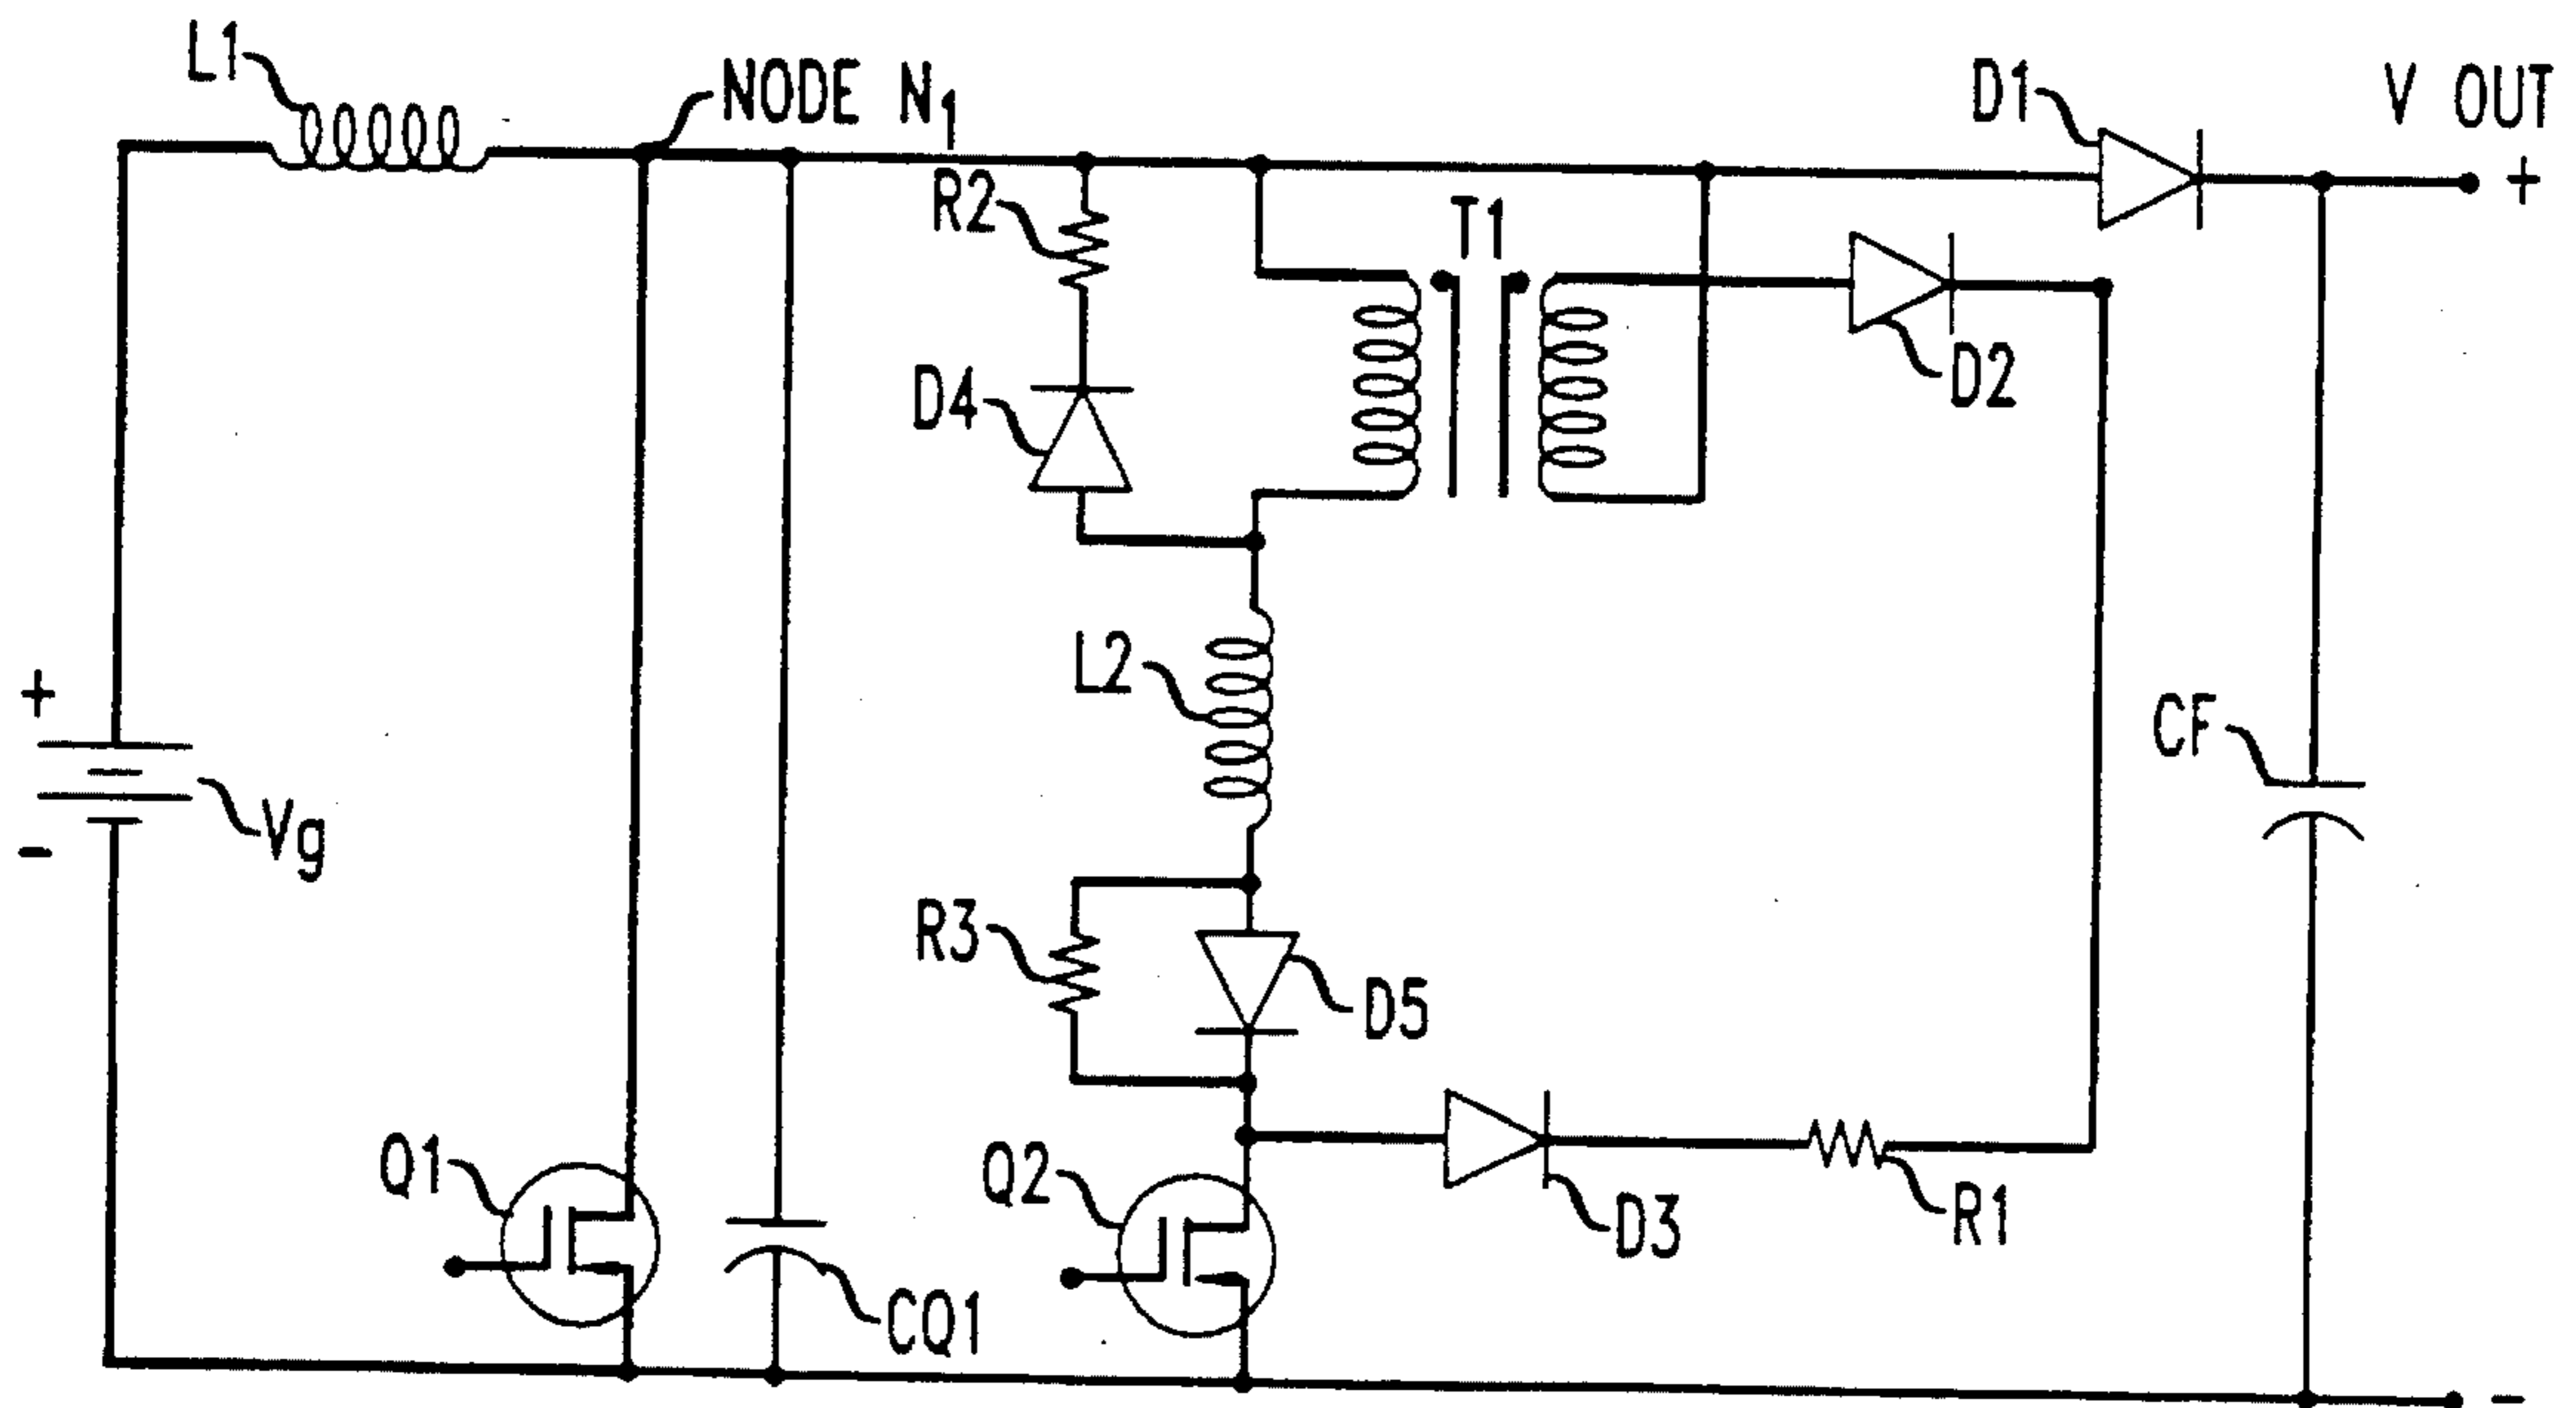 L1
NODE N1
D1
V OUT
+
R2
T1
D4
D2
L2
+
CF
Vg
-
R3
D5
Q1
Q2
D3
R1
CQ1
-